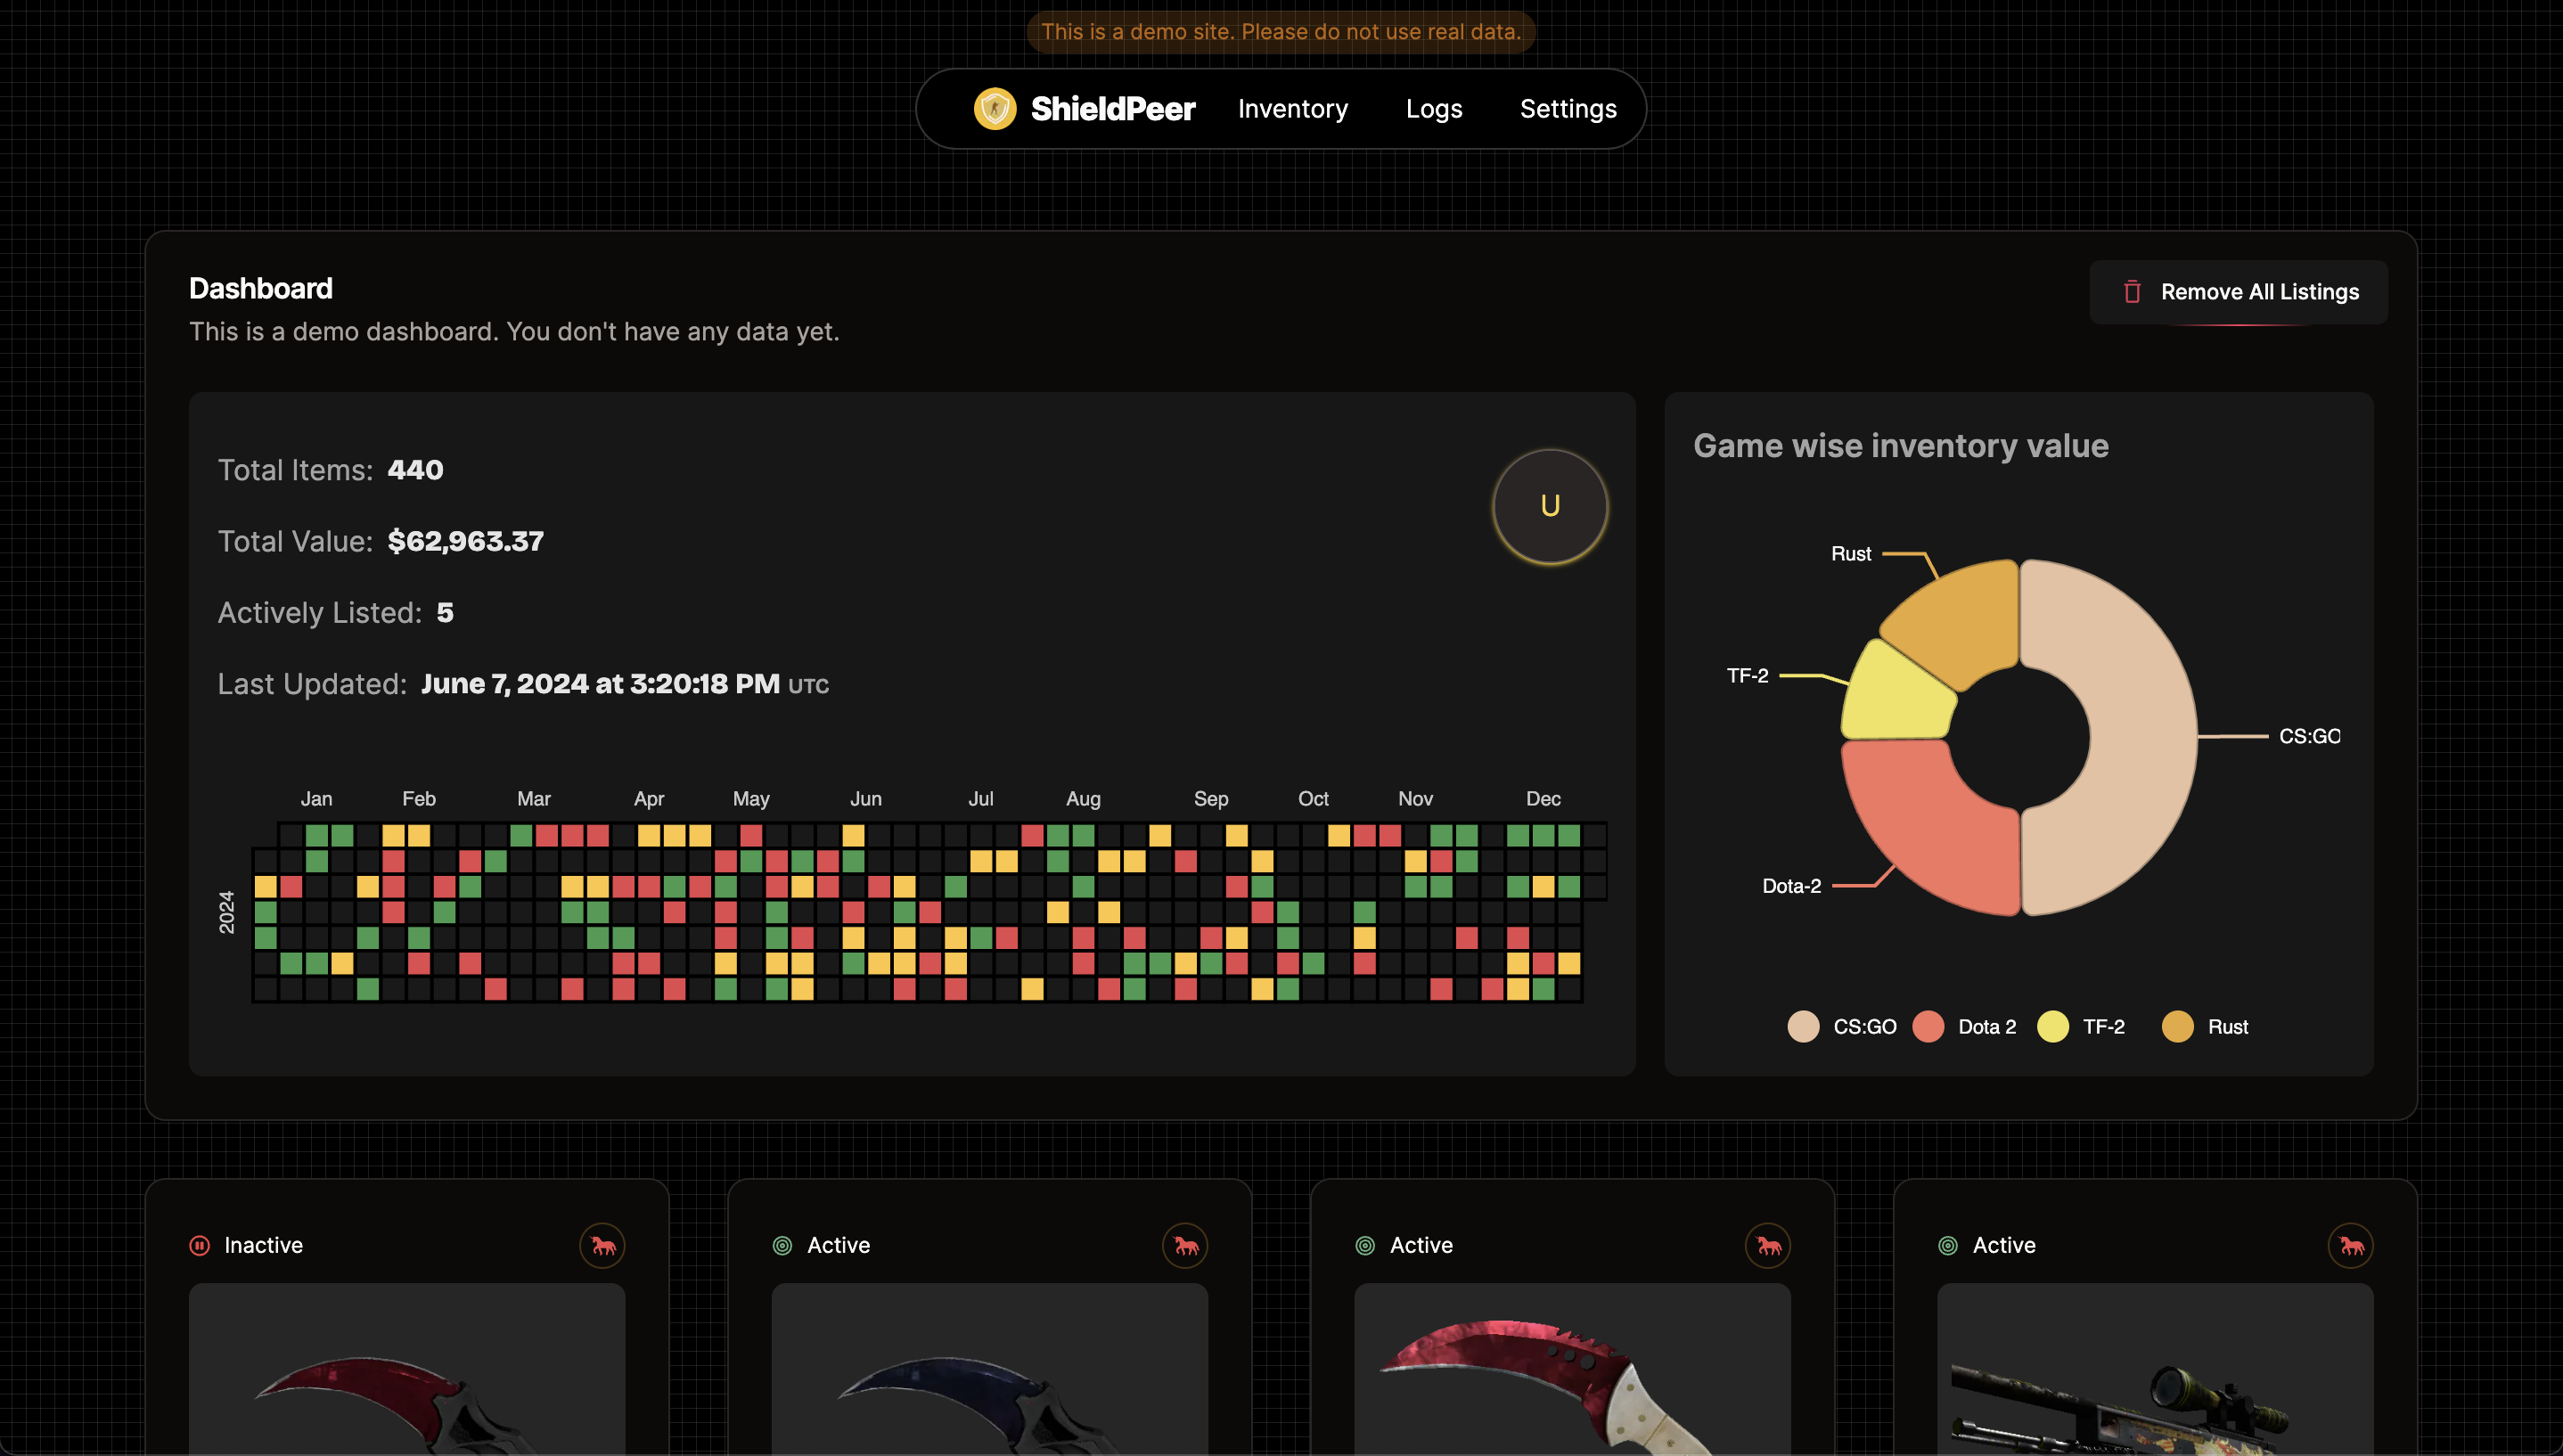 This is a demo site. Please do not use real data.
ShieldPeer Inventory Logs Settings
Dashboard
This is a demo dashboard. You don't have any data yet.
Remove All Listings
Total Items: 440
Total Value: $62,963.37
Actively Listed: 5
Last Updated: June 7, 2024 at 3:20:18 PM UTC
U
Jan Feb Mar Apr May Jun Jul Aug Sep Oct Nov Dec
2024
Game wise inventory value
Rust
TF-2
CS:GO
Dota-2
CS:GO Dota 2 TF-2 Rust
Inactive
Active
Active
Active